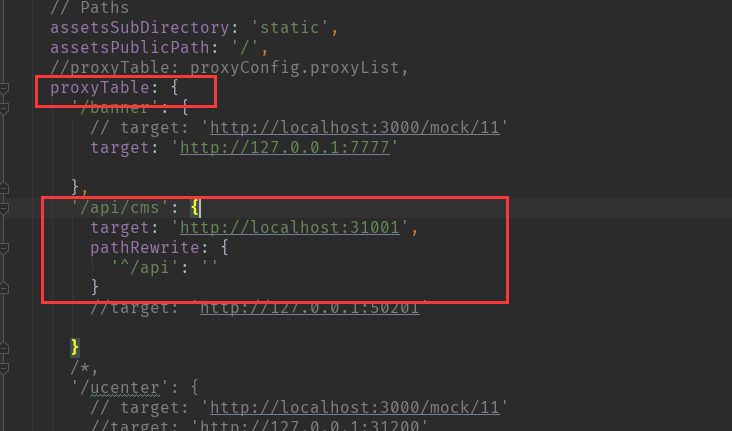 // Paths
assetsSubDirectory: 'static',
assetsPublicPath: '/',
//proxyTable: proxyConfig.proxyList,
proxyTable: {
'/banner': {
// target: 'http://localhost:3000/mock/11'
target: 'http://127.0.0.1:7777'
},
'/api/cms': {
target: 'http://localhost:31001',
pathRewrite: {
'^/api': ''
}
//target: 'http://127.0.0.1:50201'
}
/*,
'/ucenter': {
// target: 'http://localhost:3000/mock/11'
//target: 'http://127.0.0.1:31200'